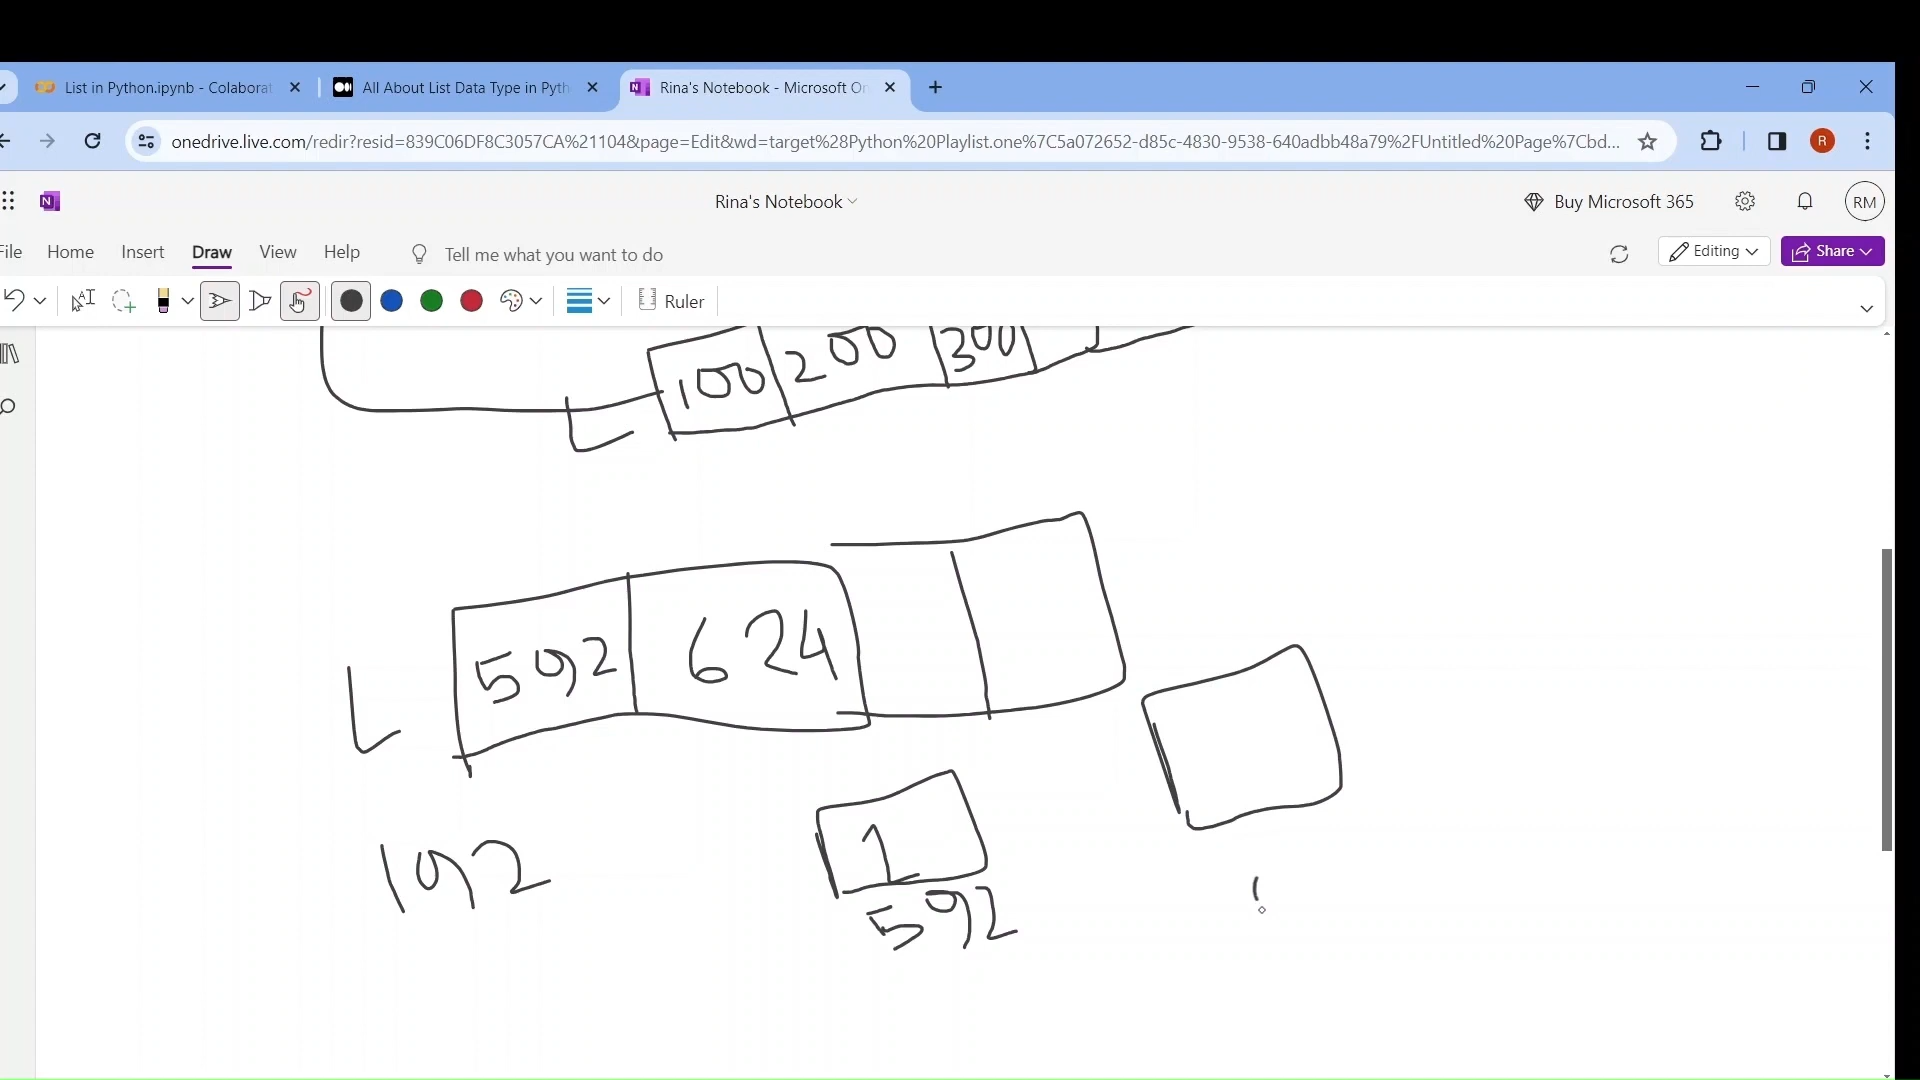 List in Python.ipynb - Colaborat
All About List Data Type in Pyth
Rina's Notebook - Microsoft On
onedrive.live.com/redir?resid=839C06DF8C3057CA%21104&page=Edit&wd=target%28Python%20Playlist.one%7C5a072652-d85c-4830-9538-640adbb48a79%2FUntitled%20Page%7Cbd...
R
N
Rina's Notebook
Buy Microsoft 365
RM
File Home Insert Draw View Help
Tell me what you want to do
Editing
Share
Ruler
100 200 300
L
592 624
L
1
192
592